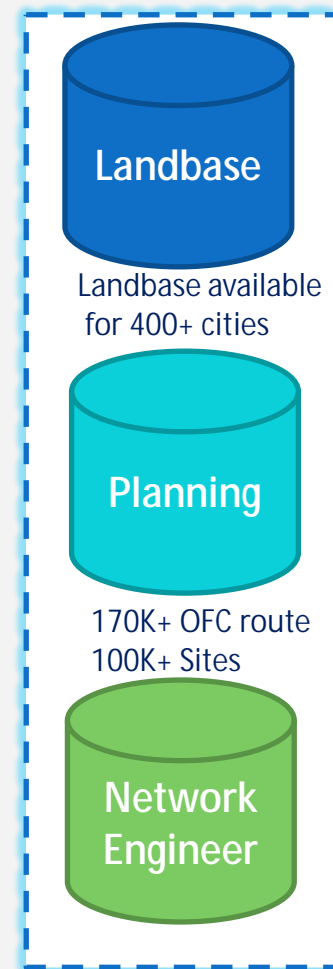 Landbase
Landbase available
for 400+ cities
Planning
170K+ OFC route
100K+ Sites
Network
Engineer